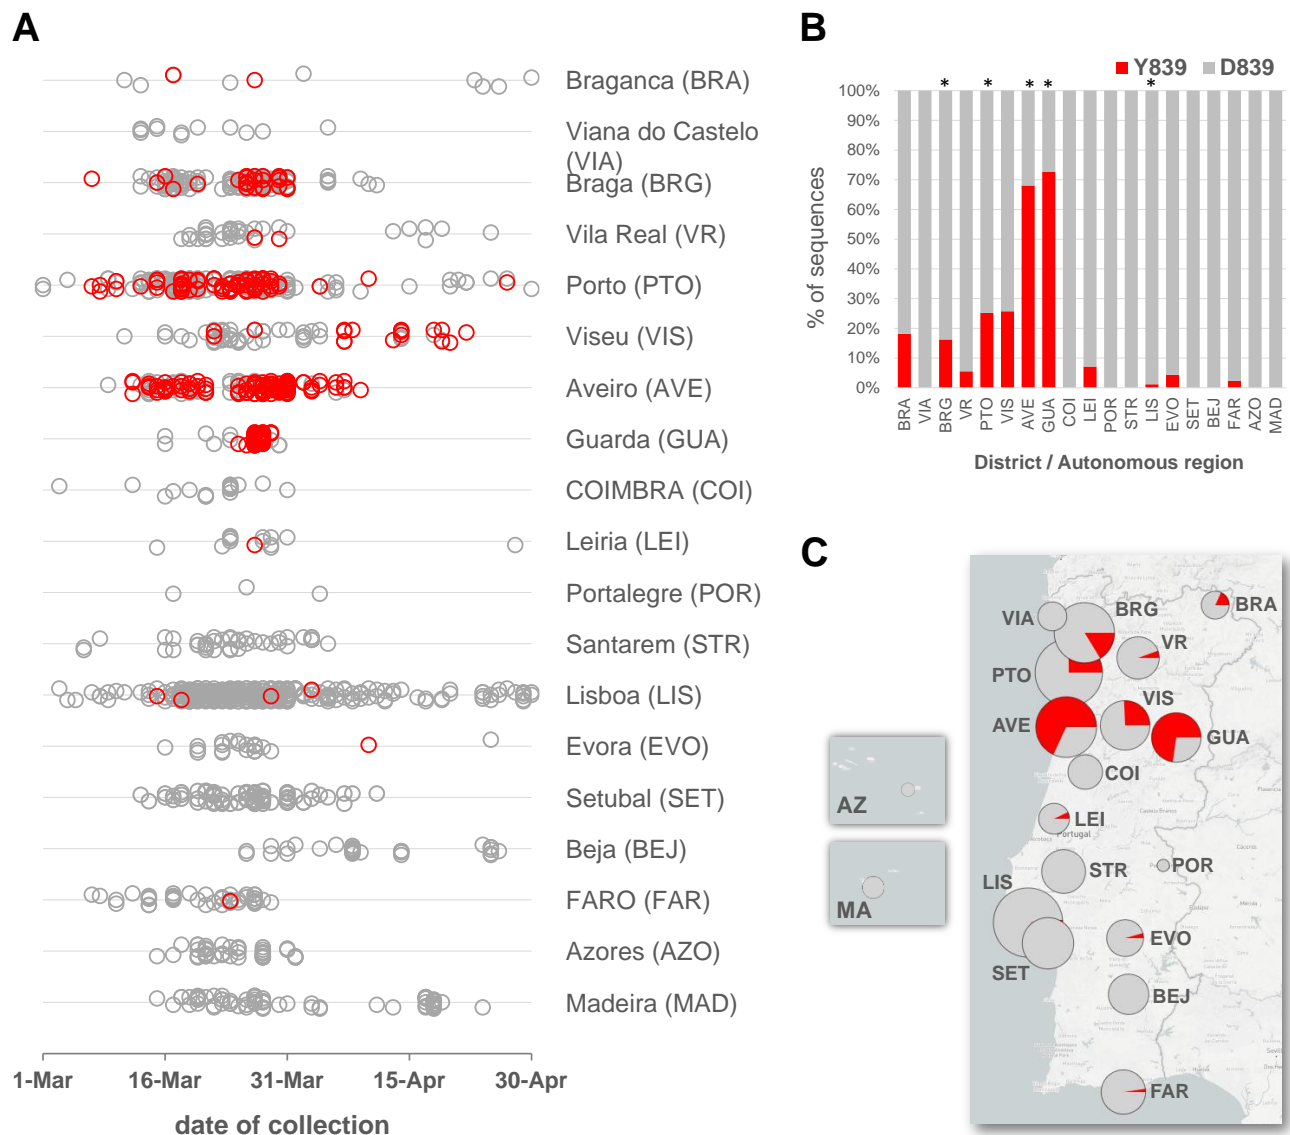 A
Braganca (BRA)
Viana do Castelo
(VIA)
Braga (BRG)
Vila Real (VR)
Porto (PTO)
Viseu (VIS)
Aveiro (AVE)
Guarda (GUA)
COIMBRA (COI)
Leiria (LEI)
Portalegre (POR)
Santarem (STR)
Lisboa (LIS)
Evora (EVO)
Setubal (SET)
Beja (BEJ)
FARO (FAR)
Azores (AZO)
Madeira (MAD)
1-Mar 16-Mar 31-Mar 15-Apr 30-Apr
date of collection
B
Y839 D839
* * * * *
100%
90%
80%
70%
60%
50%
40%
30%
20%
10%
0%
% of sequences
BRA VIA BRG VR PTO VIS AVE GUA COI LEI POR STR LIS EVO SET BEJ FAR AZO MAD
District / Autonomous region
C
BRA
VIA
BRG
VR
PTO
VIS
AVE
GUA
COI
AZ
LEI
Portugal
POR
STR
LIS
MA
EVO
SET
BEJ
FAR